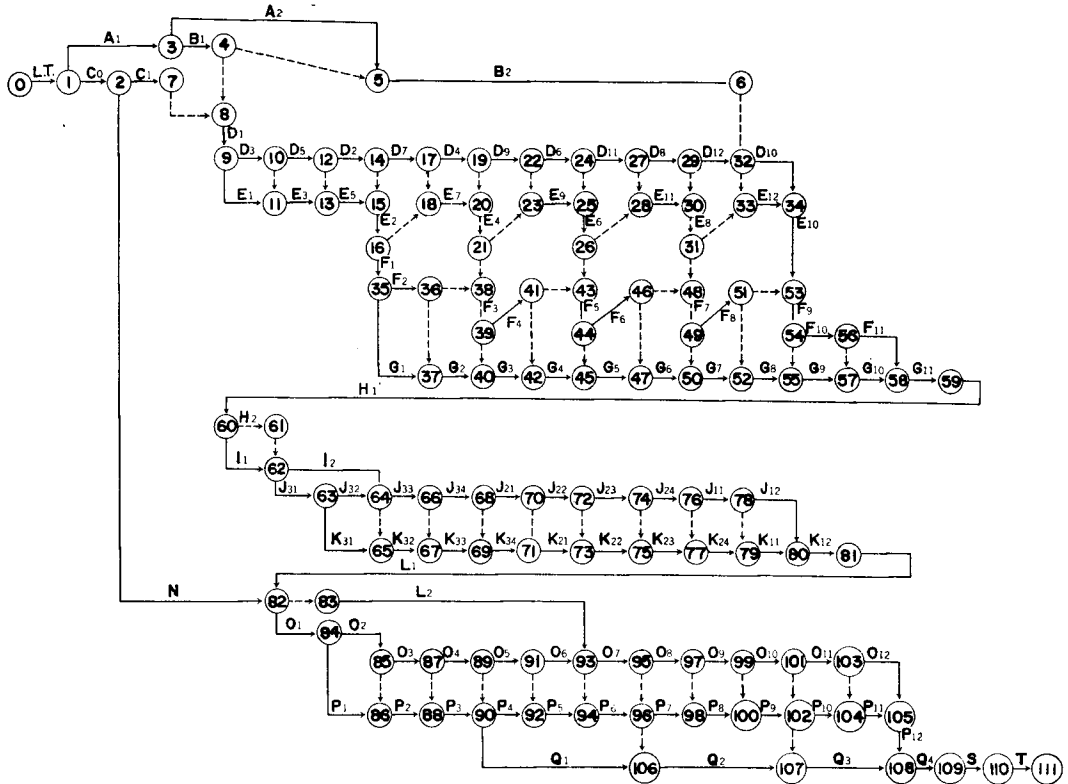 A2
A1 3 B1 4
L.T. C0 C1 B2
0 1 2 7 5 6
8
D1
9 D3 10 D5 12 D2 14 D7 17 D4 19 D9 22 D6 24 D11 27 D8 29 D12 32 D10
E1 11 E3 13 E5 15 18 E7 20 23 E9 25 28 E11 30 33 E12 34
E2 E4 E6 E8 E10
16 21 26 31
F1
35 F2 36 38 41 43 46 48 51 53
F3 F5 F7 F9
39 F4 44 F6 49 F8 54 F10 56 F11
G1 37 G2 40 G3 42 G4 45 G5 47 G6 50 G7 52 G8 55 G9 57 G10 58 G11 59
H1
60 H2 61
I1 62 I2
J31 63 J32 64 J33 66 J34 68 J21 70 J22 72 J23 74 J24 76 J11 78 J12
K31 65 K32 67 K33 69 K34 71 K21 73 K22 75 K23 77 K24 79 K11 80 K12 81
L1
N 82 83 L2
O1 84 O2
85 O3 87 O4 89 O5 91 O6 93 O7 95 O8 97 O9 99 O10 101 O11 103 O12
P1 86 P2 88 P3 90 P4 92 P5 94 P6 96 P7 98 P8 100 P9 102 P10 104 P11 105
P12
Q1 106 Q2 107 Q3 108 Q4 109 S 110 T 111